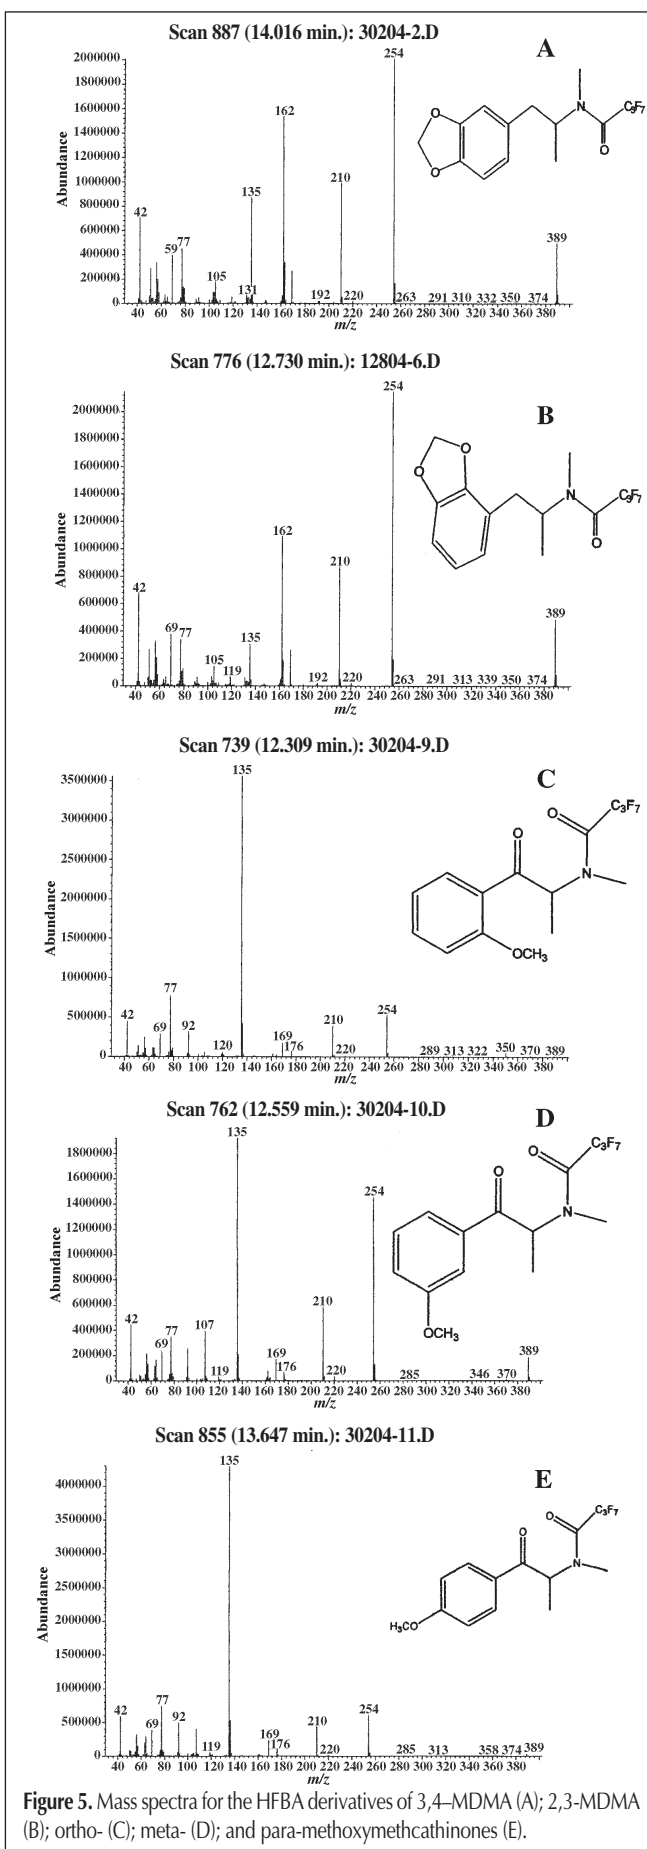 Scan 887 (14.016 min.): 30204-2.D
A
Abundance
2000000
1800000
1600000
1400000
1200000
1000000
800000
600000
400000
200000
0
42
59
77
105
131
135
162
192
210
220
254
263
291
310
332
350
374
389
40 60 80 100 120 140 160 180 200 220 240 260 280 300 320 340 360 380
m/z
O
O
N
O
C₃F₇
Scan 776 (12.730 min.): 12804-6.D
B
Abundance
2000000
1800000
1600000
1400000
1200000
1000000
800000
600000
400000
200000
0
42
69
77
105
119
135
162
192
210
220
254
263
291
313
339
350
374
389
40 60 80 100 120 140 160 180 200 220 240 260 280 300 320 340 360 380
m/z
O
O
N
O
C₃F₇
Scan 739 (12.309 min.): 30204-9.D
C
Abundance
3500000
3000000
2500000
2000000
1500000
1000000
500000
0
42
69
77
92
120
135
169
176
210
220
254
289
313
322
350
370
389
40 60 80 100 120 140 160 180 200 220 240 260 280 300 320 340 360 380
m/z
O
O
C₃F₇
N
OCH₃
Scan 762 (12.559 min.): 30204-10.D
D
Abundance
1800000
1600000
1400000
1200000
1000000
800000
600000
400000
200000
0
42
69
77
107
119
135
169
176
210
220
254
285
346
370
389
40 60 80 100 120 140 160 180 200 220 240 260 280 300 320 340 360 380
m/z
O
O
C₃F₇
N
OCH₃
Scan 855 (13.647 min.): 30204-11.D
E
Abundance
4000000
3500000
3000000
2500000
2000000
1500000
1000000
500000
0
42
69
77
92
119
135
169
176
210
220
254
285
313
358
374
389
40 60 80 100 120 140 160 180 200 220 240 260 280 300 320 340 360 380
m/z
O
O
C₃F₇
N
H₃CO
Figure 5. Mass spectra for the HFBA derivatives of 3,4–MDMA (A); 2,3-MDMA
(B); ortho- (C); meta- (D); and para-methoxymethcathinones (E).